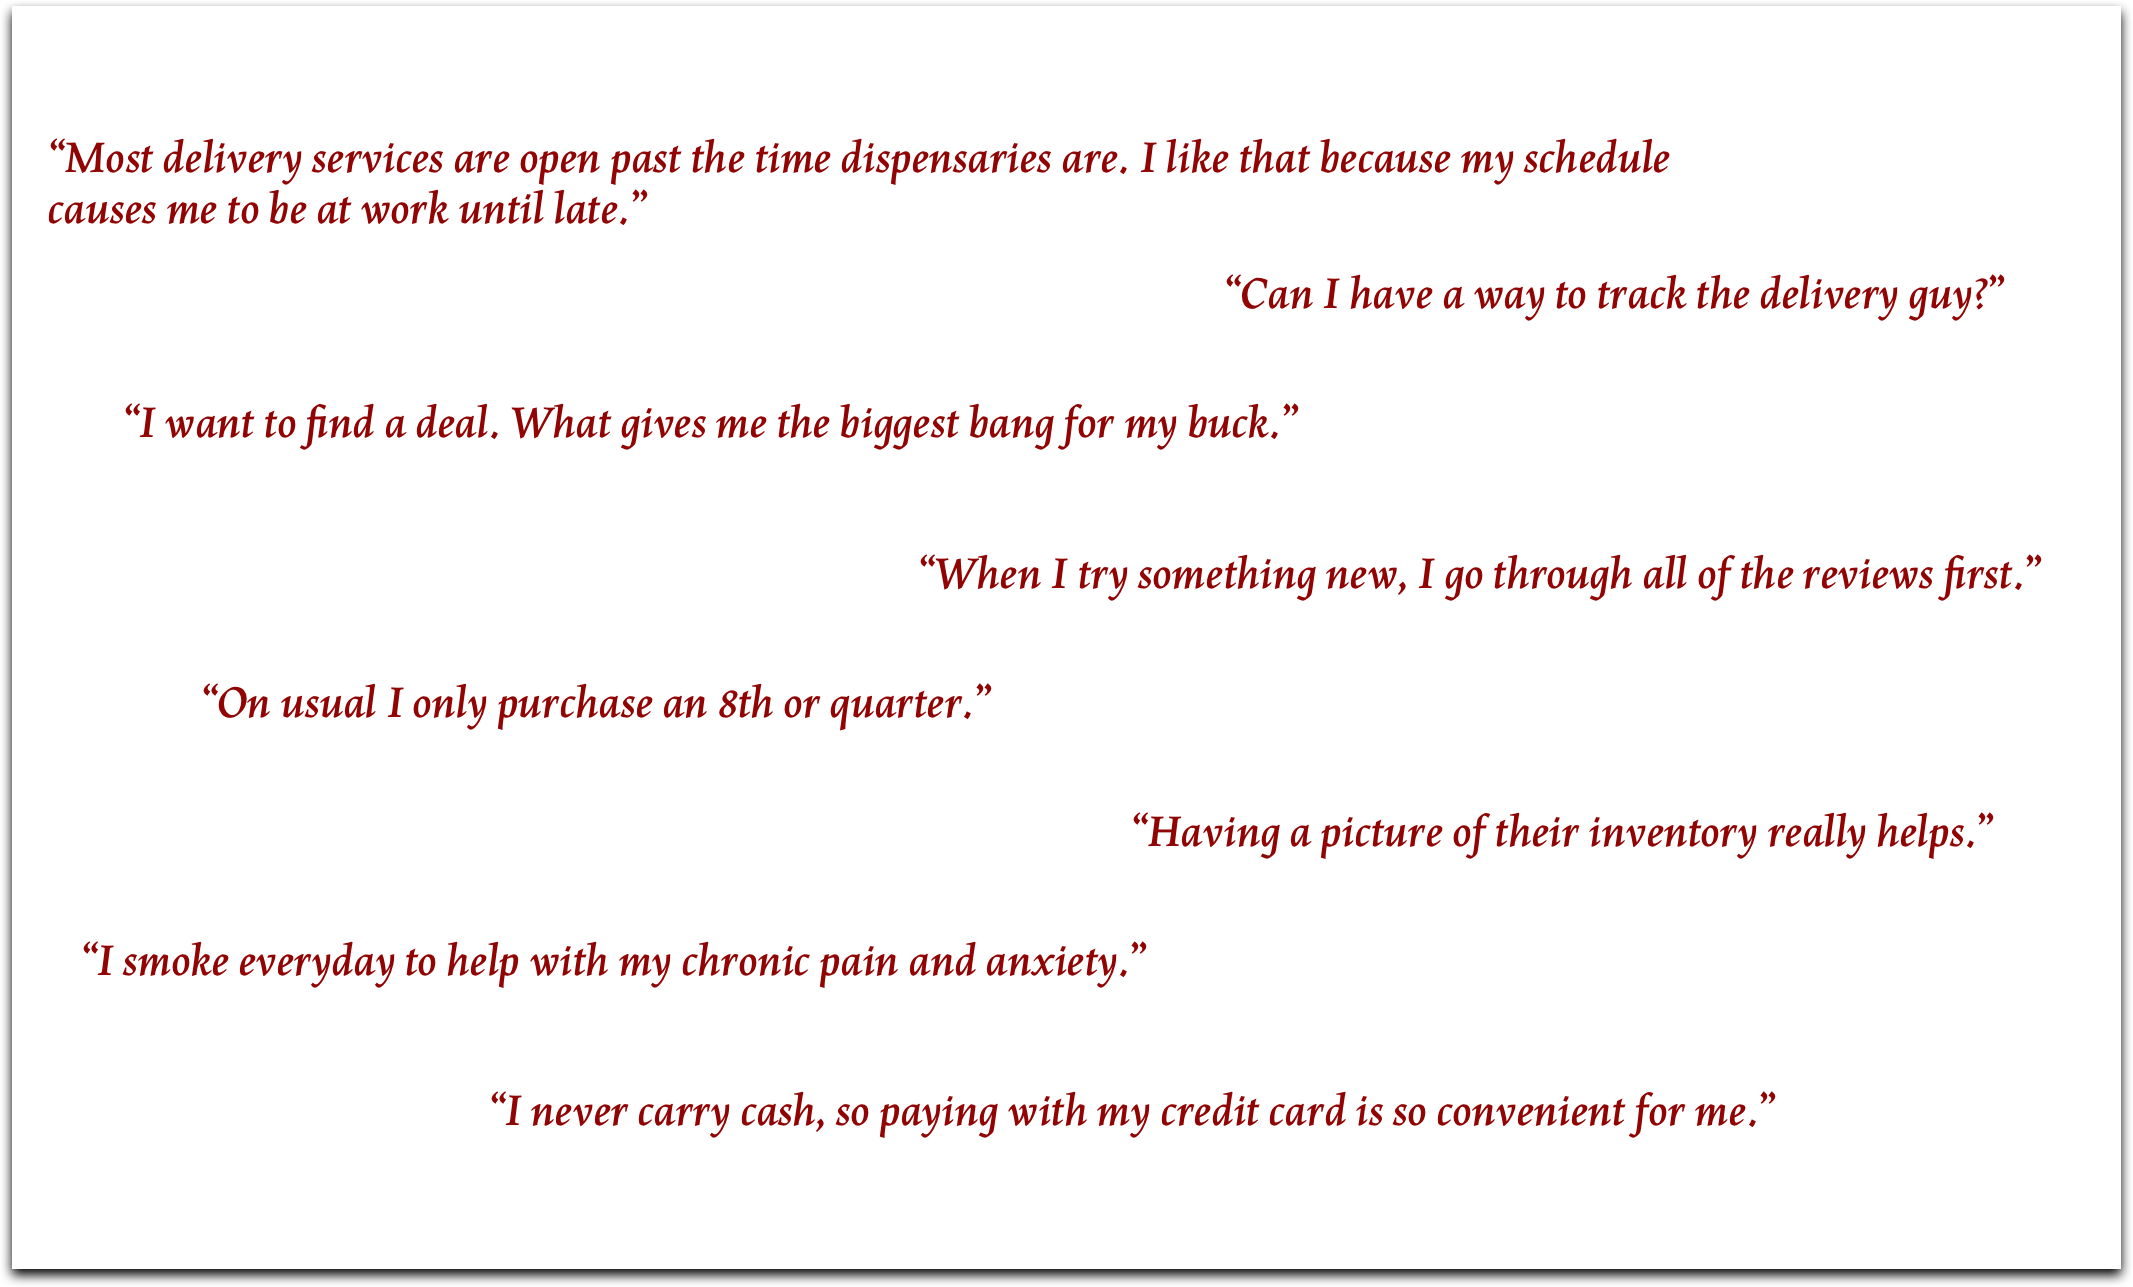 “Most delivery services are open past the time dispensaries are. I like that because my schedule
causes me to be at work until late.”
“Can I have a way to track the delivery guy?”
“I want to find a deal. What gives me the biggest bang for my buck.”
“When I try something new, I go through all of the reviews first.”
“On usual I only purchase an 8th or quarter.”
“Having a picture of their inventory really helps.”
“I smoke everyday to help with my chronic pain and anxiety.”
“I never carry cash, so paying with my credit card is so convenient for me.”